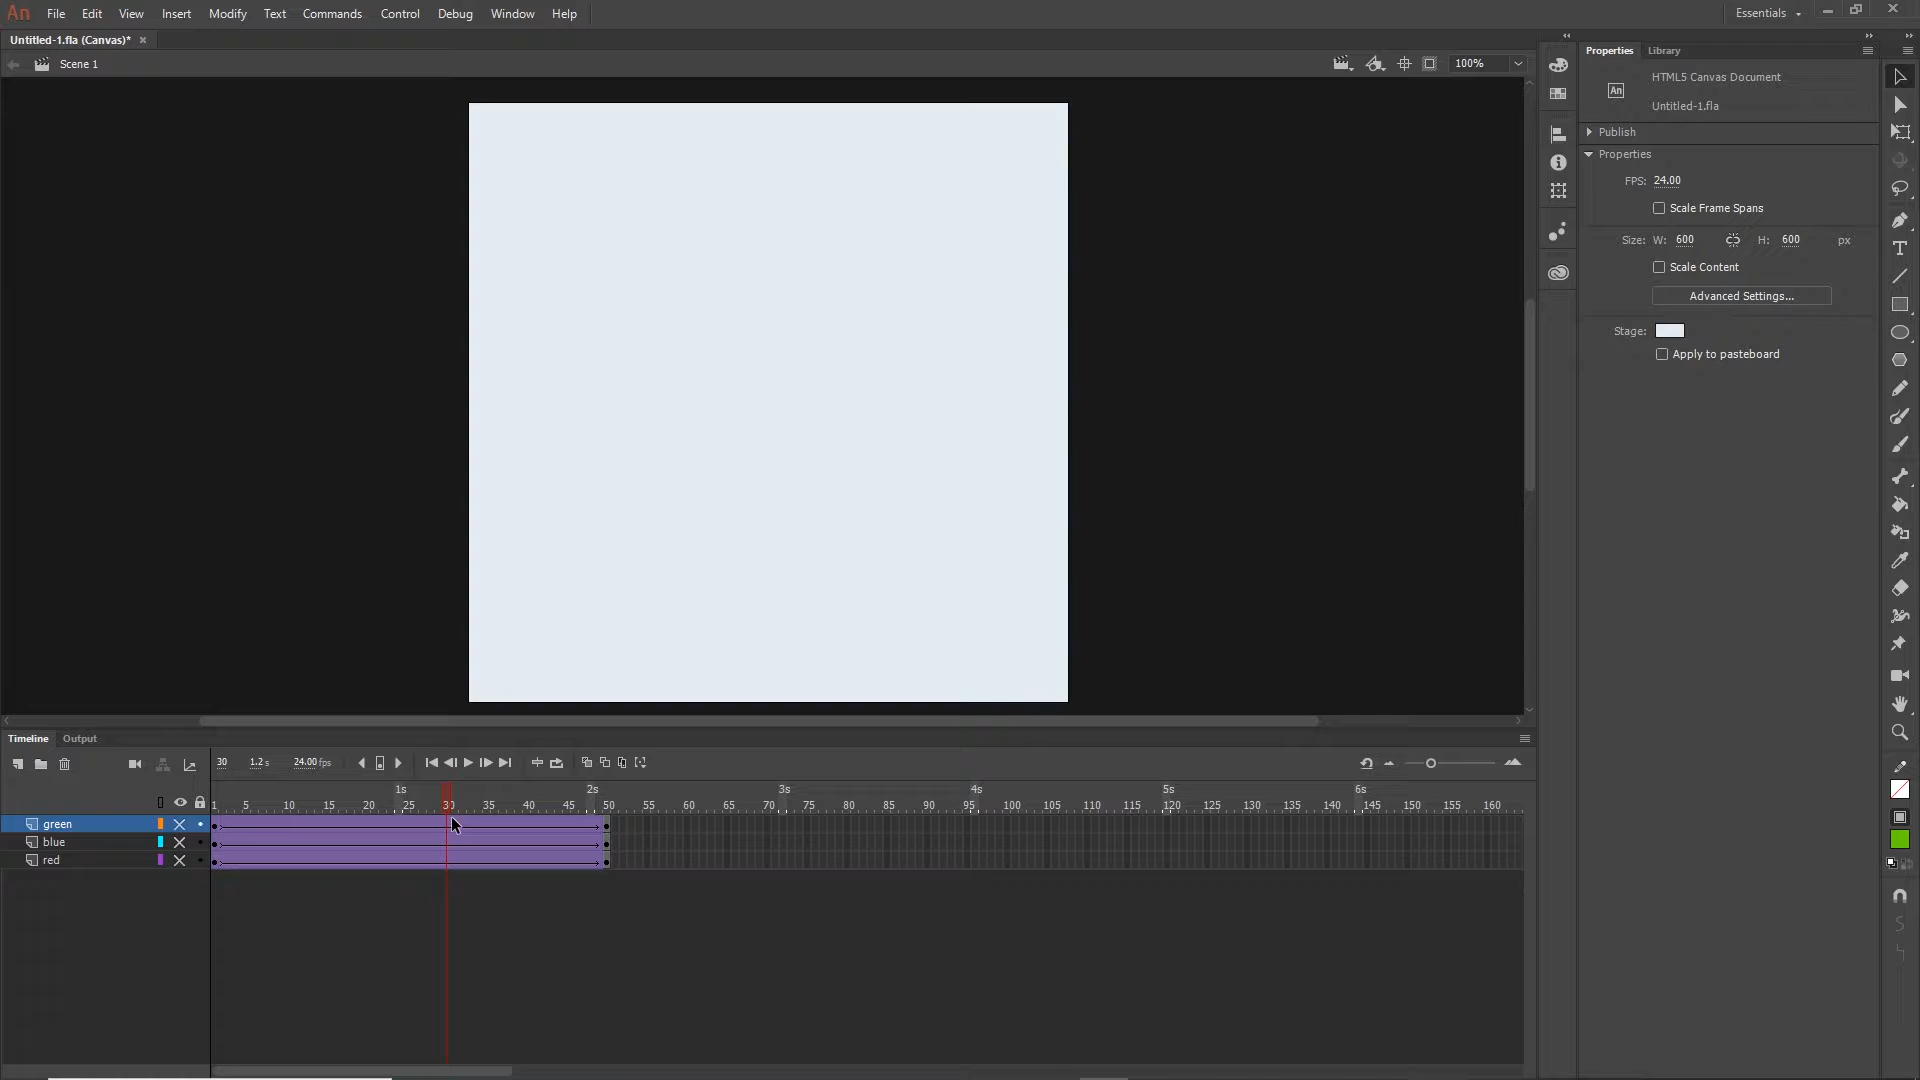 An File Edit View Insert Modify Text Commands Control Debug Window Help Essentials
Untitled-1.fla (Canvas)*
Scene 1 100%
Properties Library
HTML5 Canvas Document
An
Untitled-1.fla
Publish
Properties
FPS: 24.00
Scale Frame Spans
Size: W: 600 H: 600 px
Scale Content
Advanced Settings...
Stage:
Apply to pasteboard
Timeline Output
30 1.2 s 24.00 fps
1s 2s 3s 4s 5s 6s
1 5 10 15 20 25 30 35 40 45 50 55 60 65 70 75 80 85 90 95 100 105 110 115 120 125 130 135 140 145 150 155 160
green
blue
red